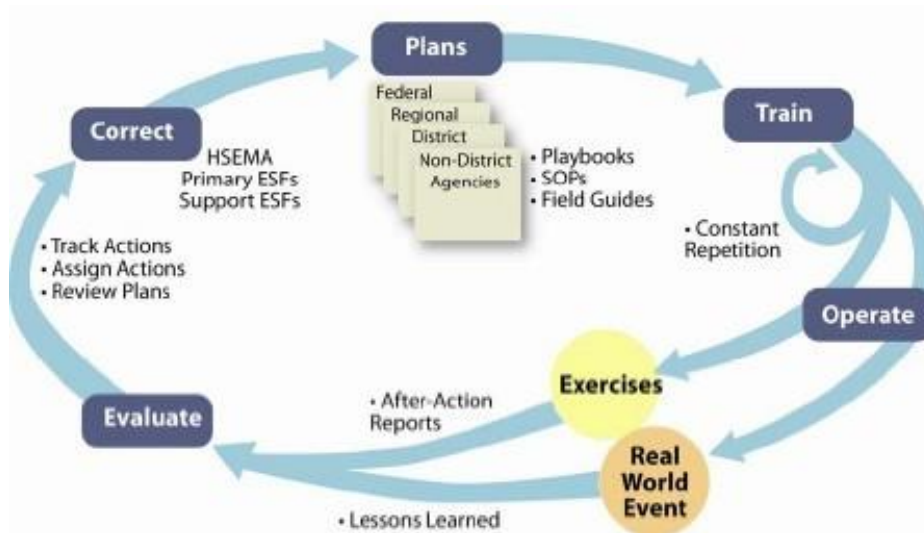 Plans
Federal
Regional
District
Non-District
Agencies
• Playbooks
• SOPs
• Field Guides
Train
• Constant
Repetition
Operate
Exercises
Real
World
Event
• After-Action
Reports
• Lessons Learned
Evaluate
• Track Actions
• Assign Actions
• Review Plans
Correct
HSEMA
Primary ESFs
Support ESFs